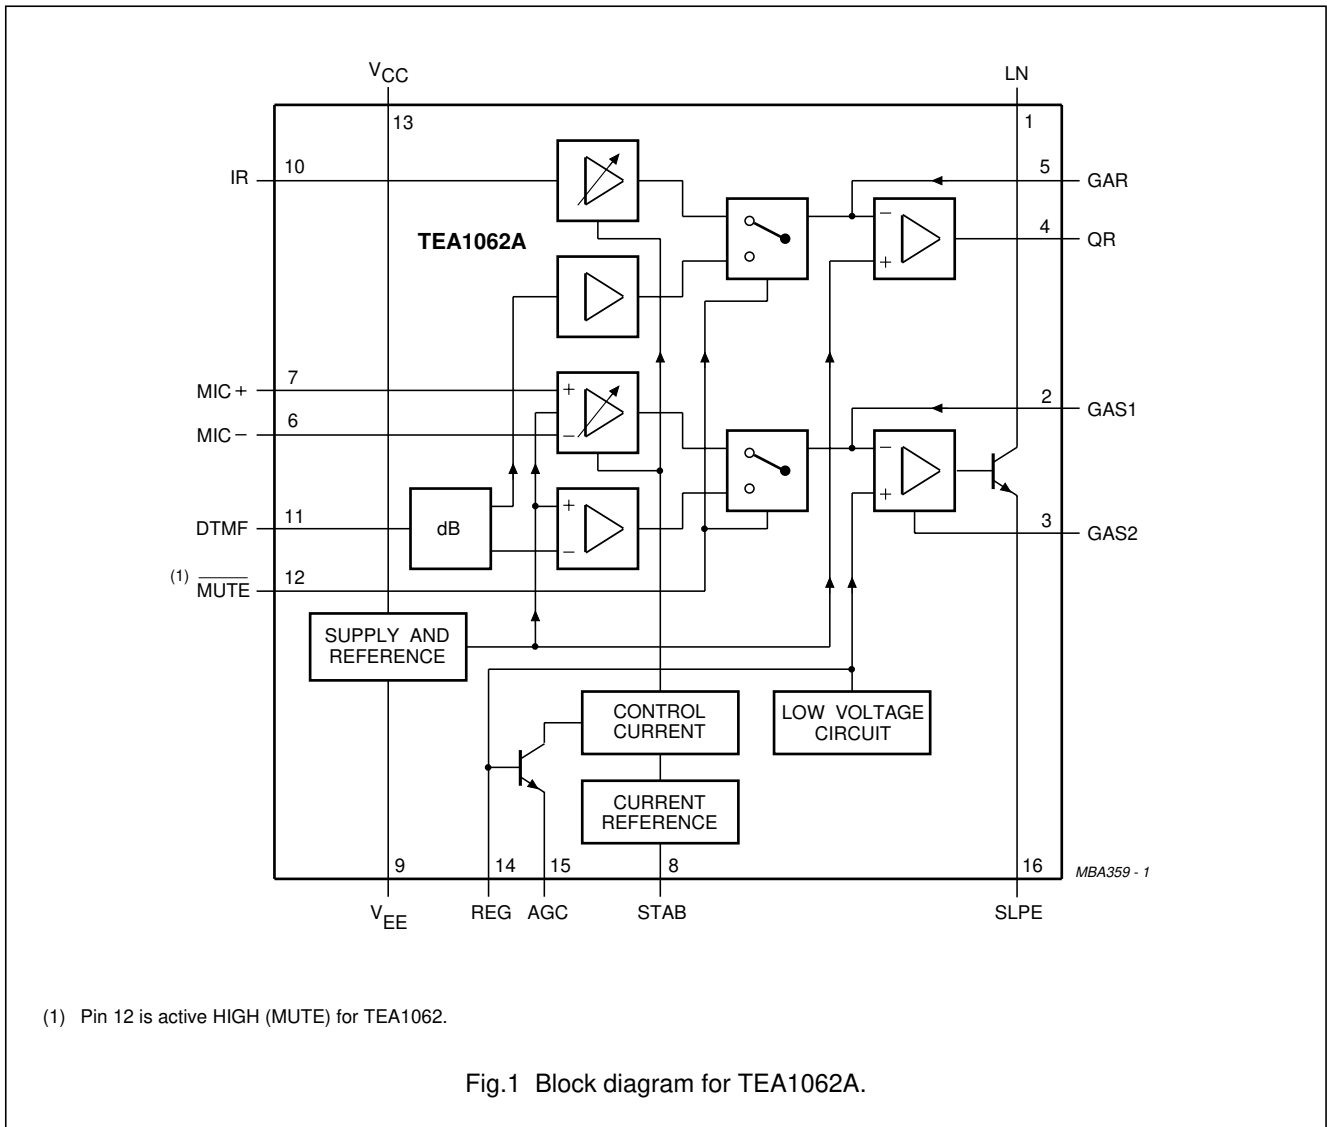 VCC
LN
13
1
IR
10
5
GAR
TEA1062A
−
4
QR
+
MIC+
7
+
2
GAS1
MIC−
6
−
−
DTMF
11
dB
+
+
3
GAS2
−
(1) MUTE
12
SUPPLY AND
REFERENCE
CONTROL
CURRENT
LOW VOLTAGE
CIRCUIT
CURRENT
REFERENCE
9
14
15
8
16
MBA359 - 1
VEE
REG
AGC
STAB
SLPE
(1) Pin 12 is active HIGH (MUTE) for TEA1062.
Fig.1 Block diagram for TEA1062A.